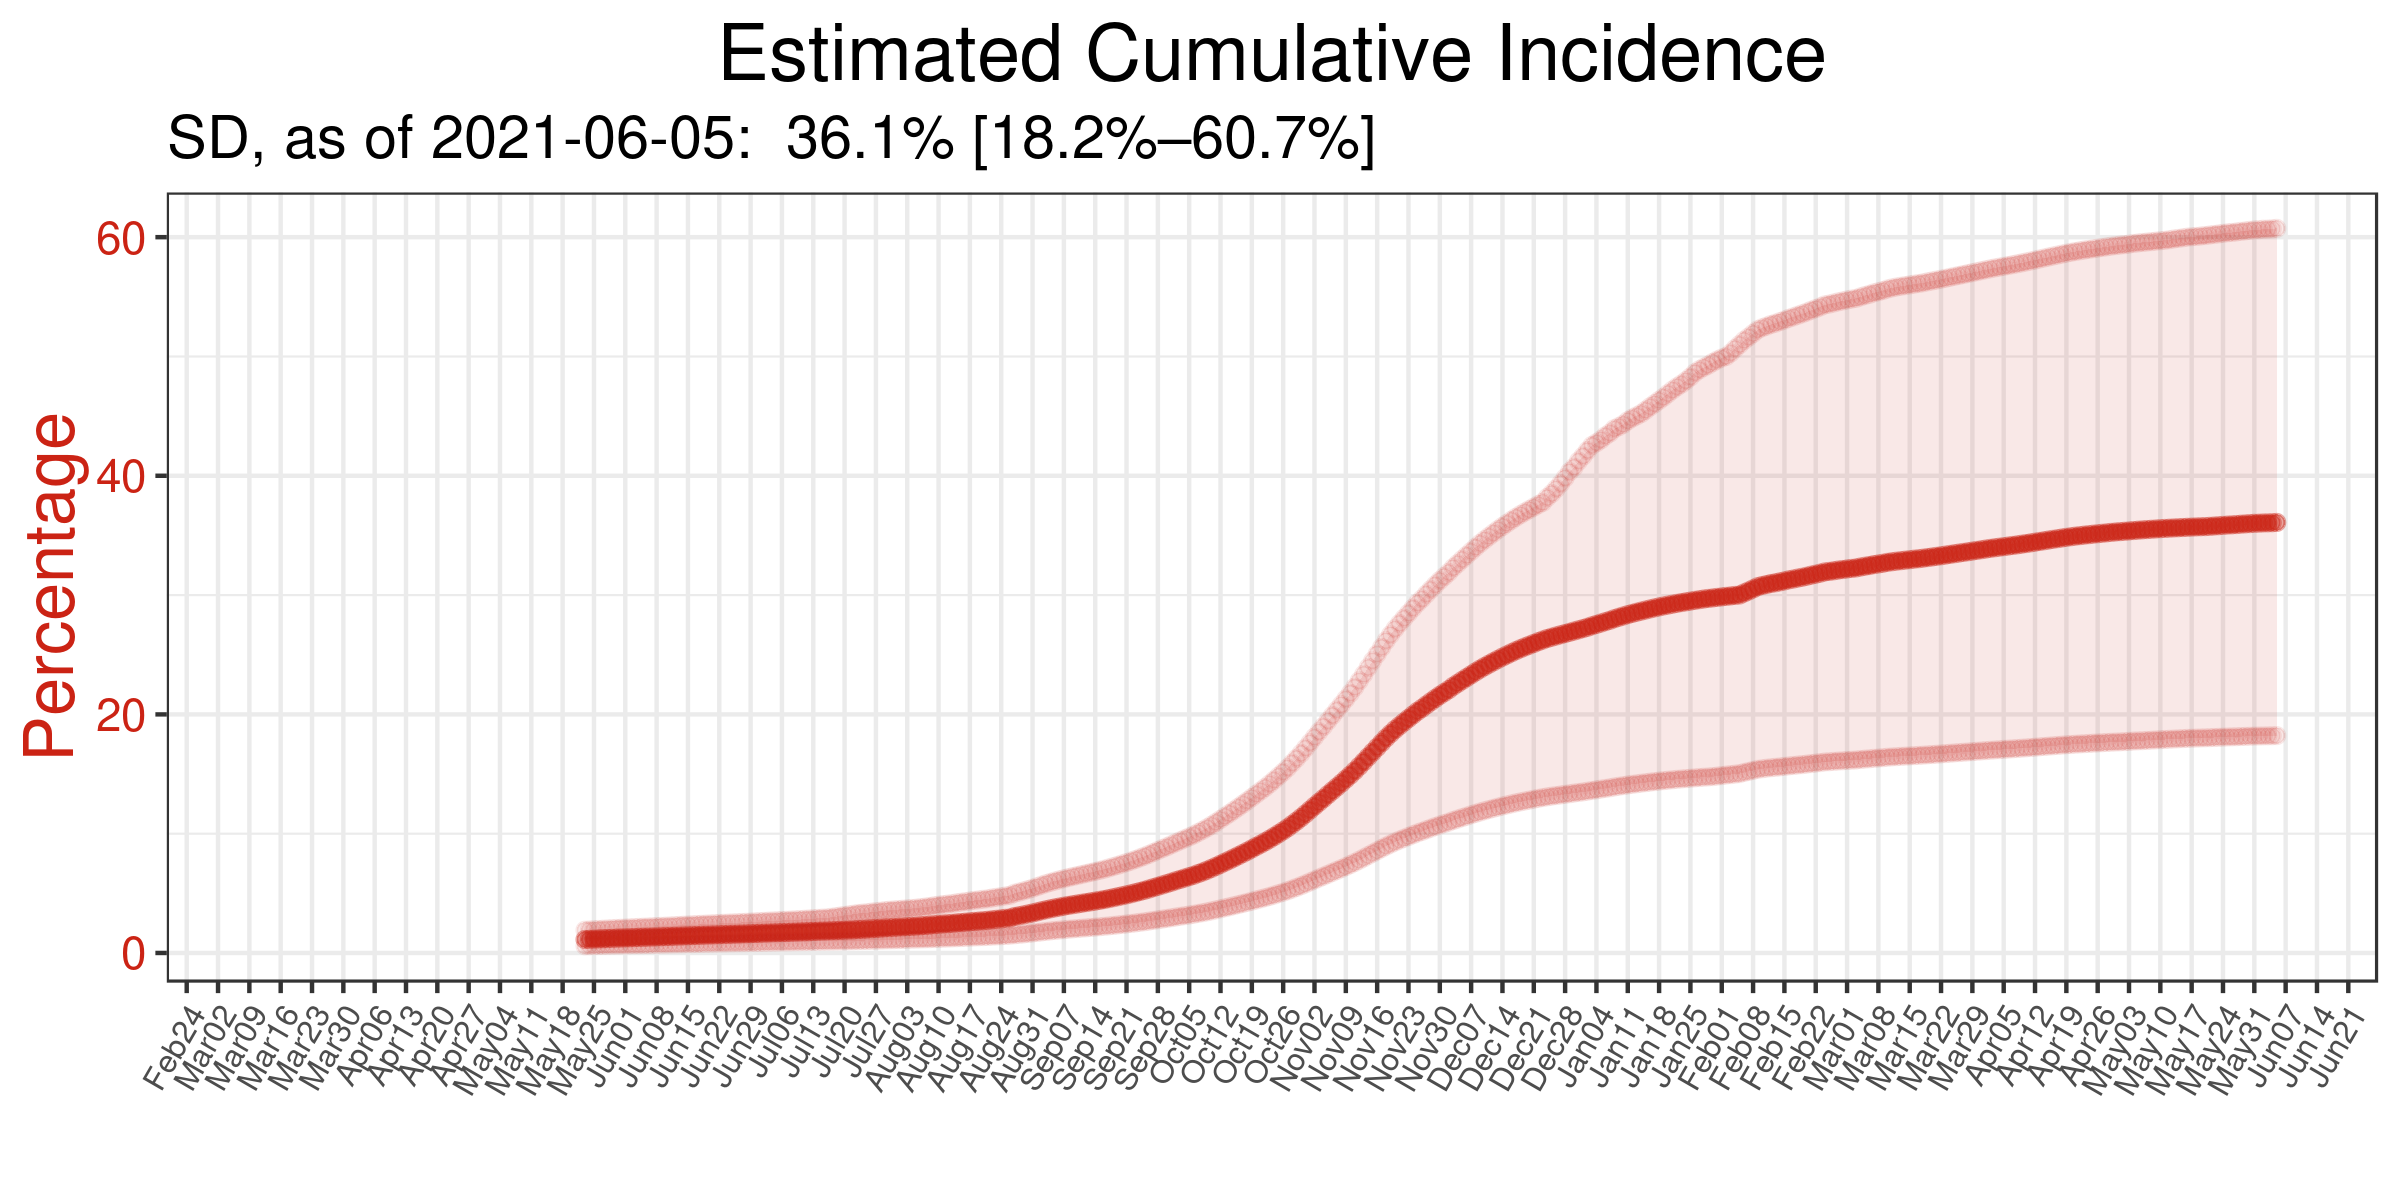 Estimated Cumulative Incidence
SD, as of 2021-06-05:  36.1% [18.2%–60.7%]
Percentage
60
40
20
0
Feb24
Mar02
Mar09
Mar16
Mar23
Mar30
Apr06
Apr13
Apr20
Apr27
May04
May11
May18
May25
Jun01
Jun08
Jun15
Jun22
Jun29
Jul06
Jul13
Jul20
Jul27
Aug03
Aug10
Aug17
Aug24
Aug31
Sep07
Sep14
Sep21
Sep28
Oct05
Oct12
Oct19
Oct26
Nov02
Nov09
Nov16
Nov23
Nov30
Dec07
Dec14
Dec21
Dec28
Jan04
Jan11
Jan18
Jan25
Feb01
Feb08
Feb15
Feb22
Mar01
Mar08
Mar15
Mar22
Mar29
Apr05
Apr12
Apr19
Apr26
May03
May10
May17
May24
May31
Jun07
Jun14
Jun21